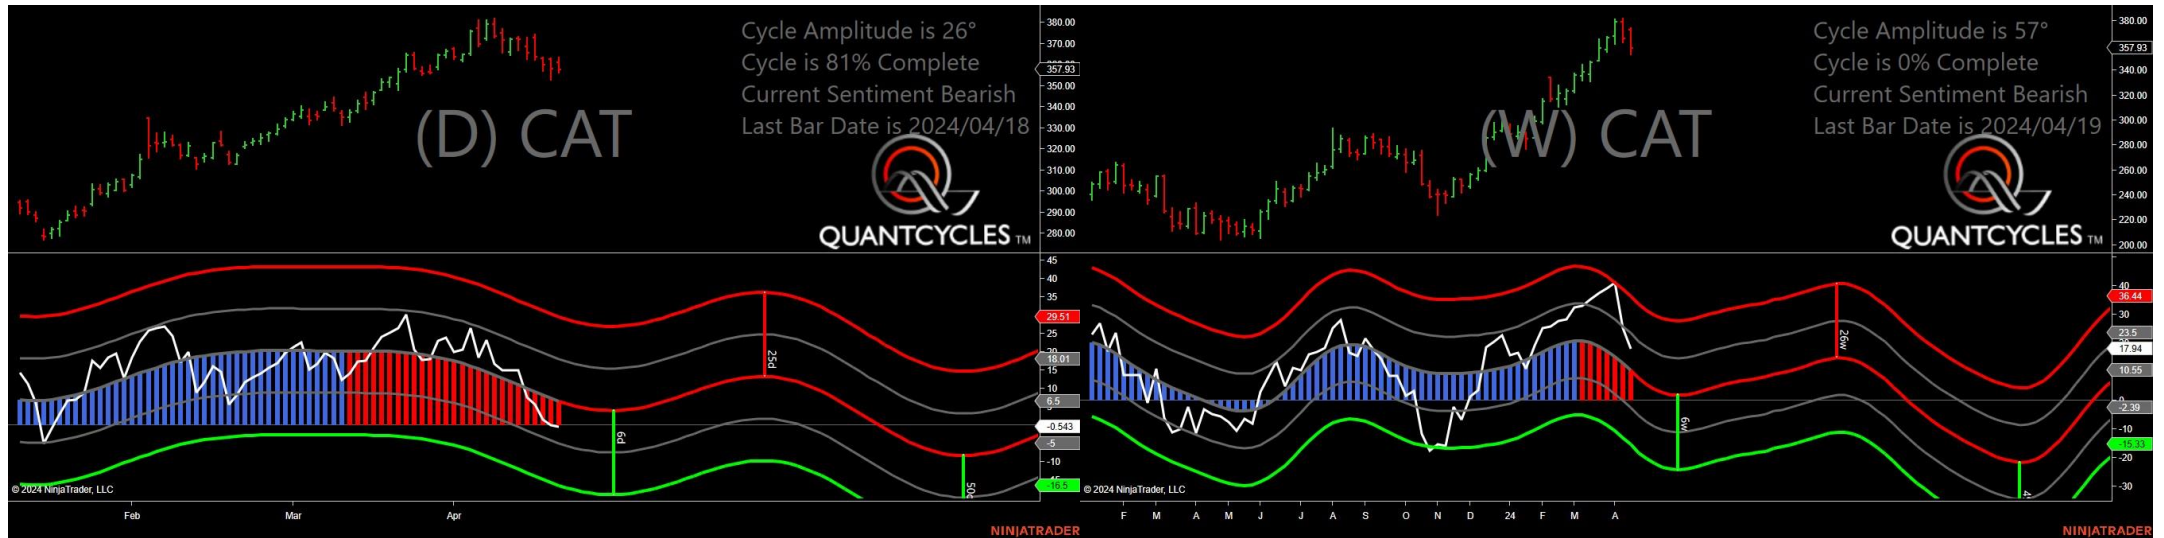 Cycle Amplitude is 26°
Cycle is 81% Complete
Current Sentiment Bearish
Last Bar Date is 2024/04/18
(D) CAT
QUANTCYCLES TM
380.00
370.00
357.93
350.00
340.00
330.00
320.00
310.00
300.00
290.00
280.00
45
40
35
29.51
25
18.01
15
10
6.5
-0.543
-5
-10
-16.5
25d
6d
© 2024 NinjaTrader, LLC
Feb Mar Apr
NINJATRADER
Cycle Amplitude is 57°
Cycle is 0% Complete
Current Sentiment Bearish
Last Bar Date is 2024/04/19
(W) CAT
QUANTCYCLES TM
380.00
357.93
340.00
320.00
300.00
280.00
260.00
240.00
220.00
200.00
40
36.44
30
23.5
17.94
10.55
-2.39
-10
-15.33
-20
-30
26w
6w
© 2024 NinjaTrader, LLC
F M A M J J A S O N D 24 F M A
NINJATRADER